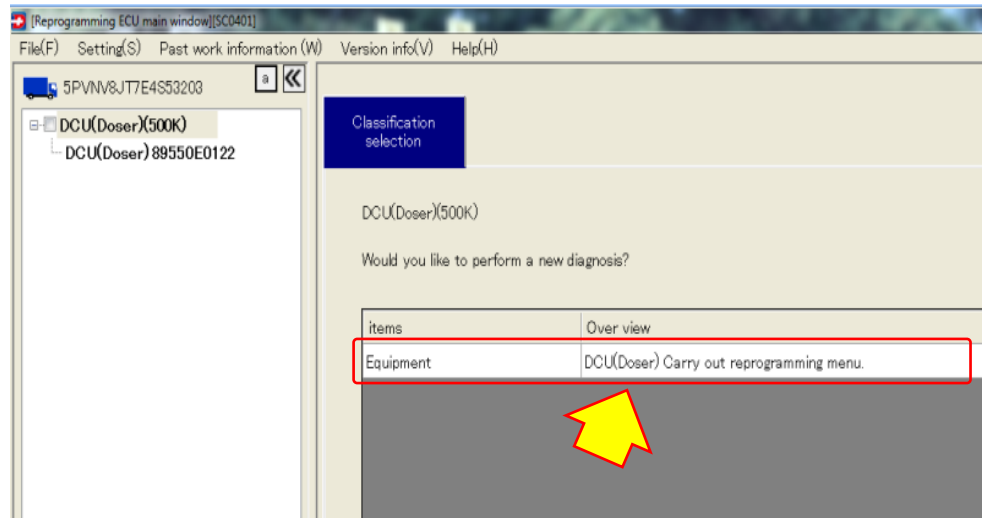 [Reprogramming ECU main window][SC0401]
File(F) Setting(S) Past work information (W) Version info(V) Help(H)
5PVNV8JT7E4S53203 a
DCU(Doser)(500K)
DCU(Doser) 89550E0122
Classification
selection
DCU(Doser)(500K)
Would you like to perform a new diagnosis?
items Over view
Equipment DCU(Doser) Carry out reprogramming menu.